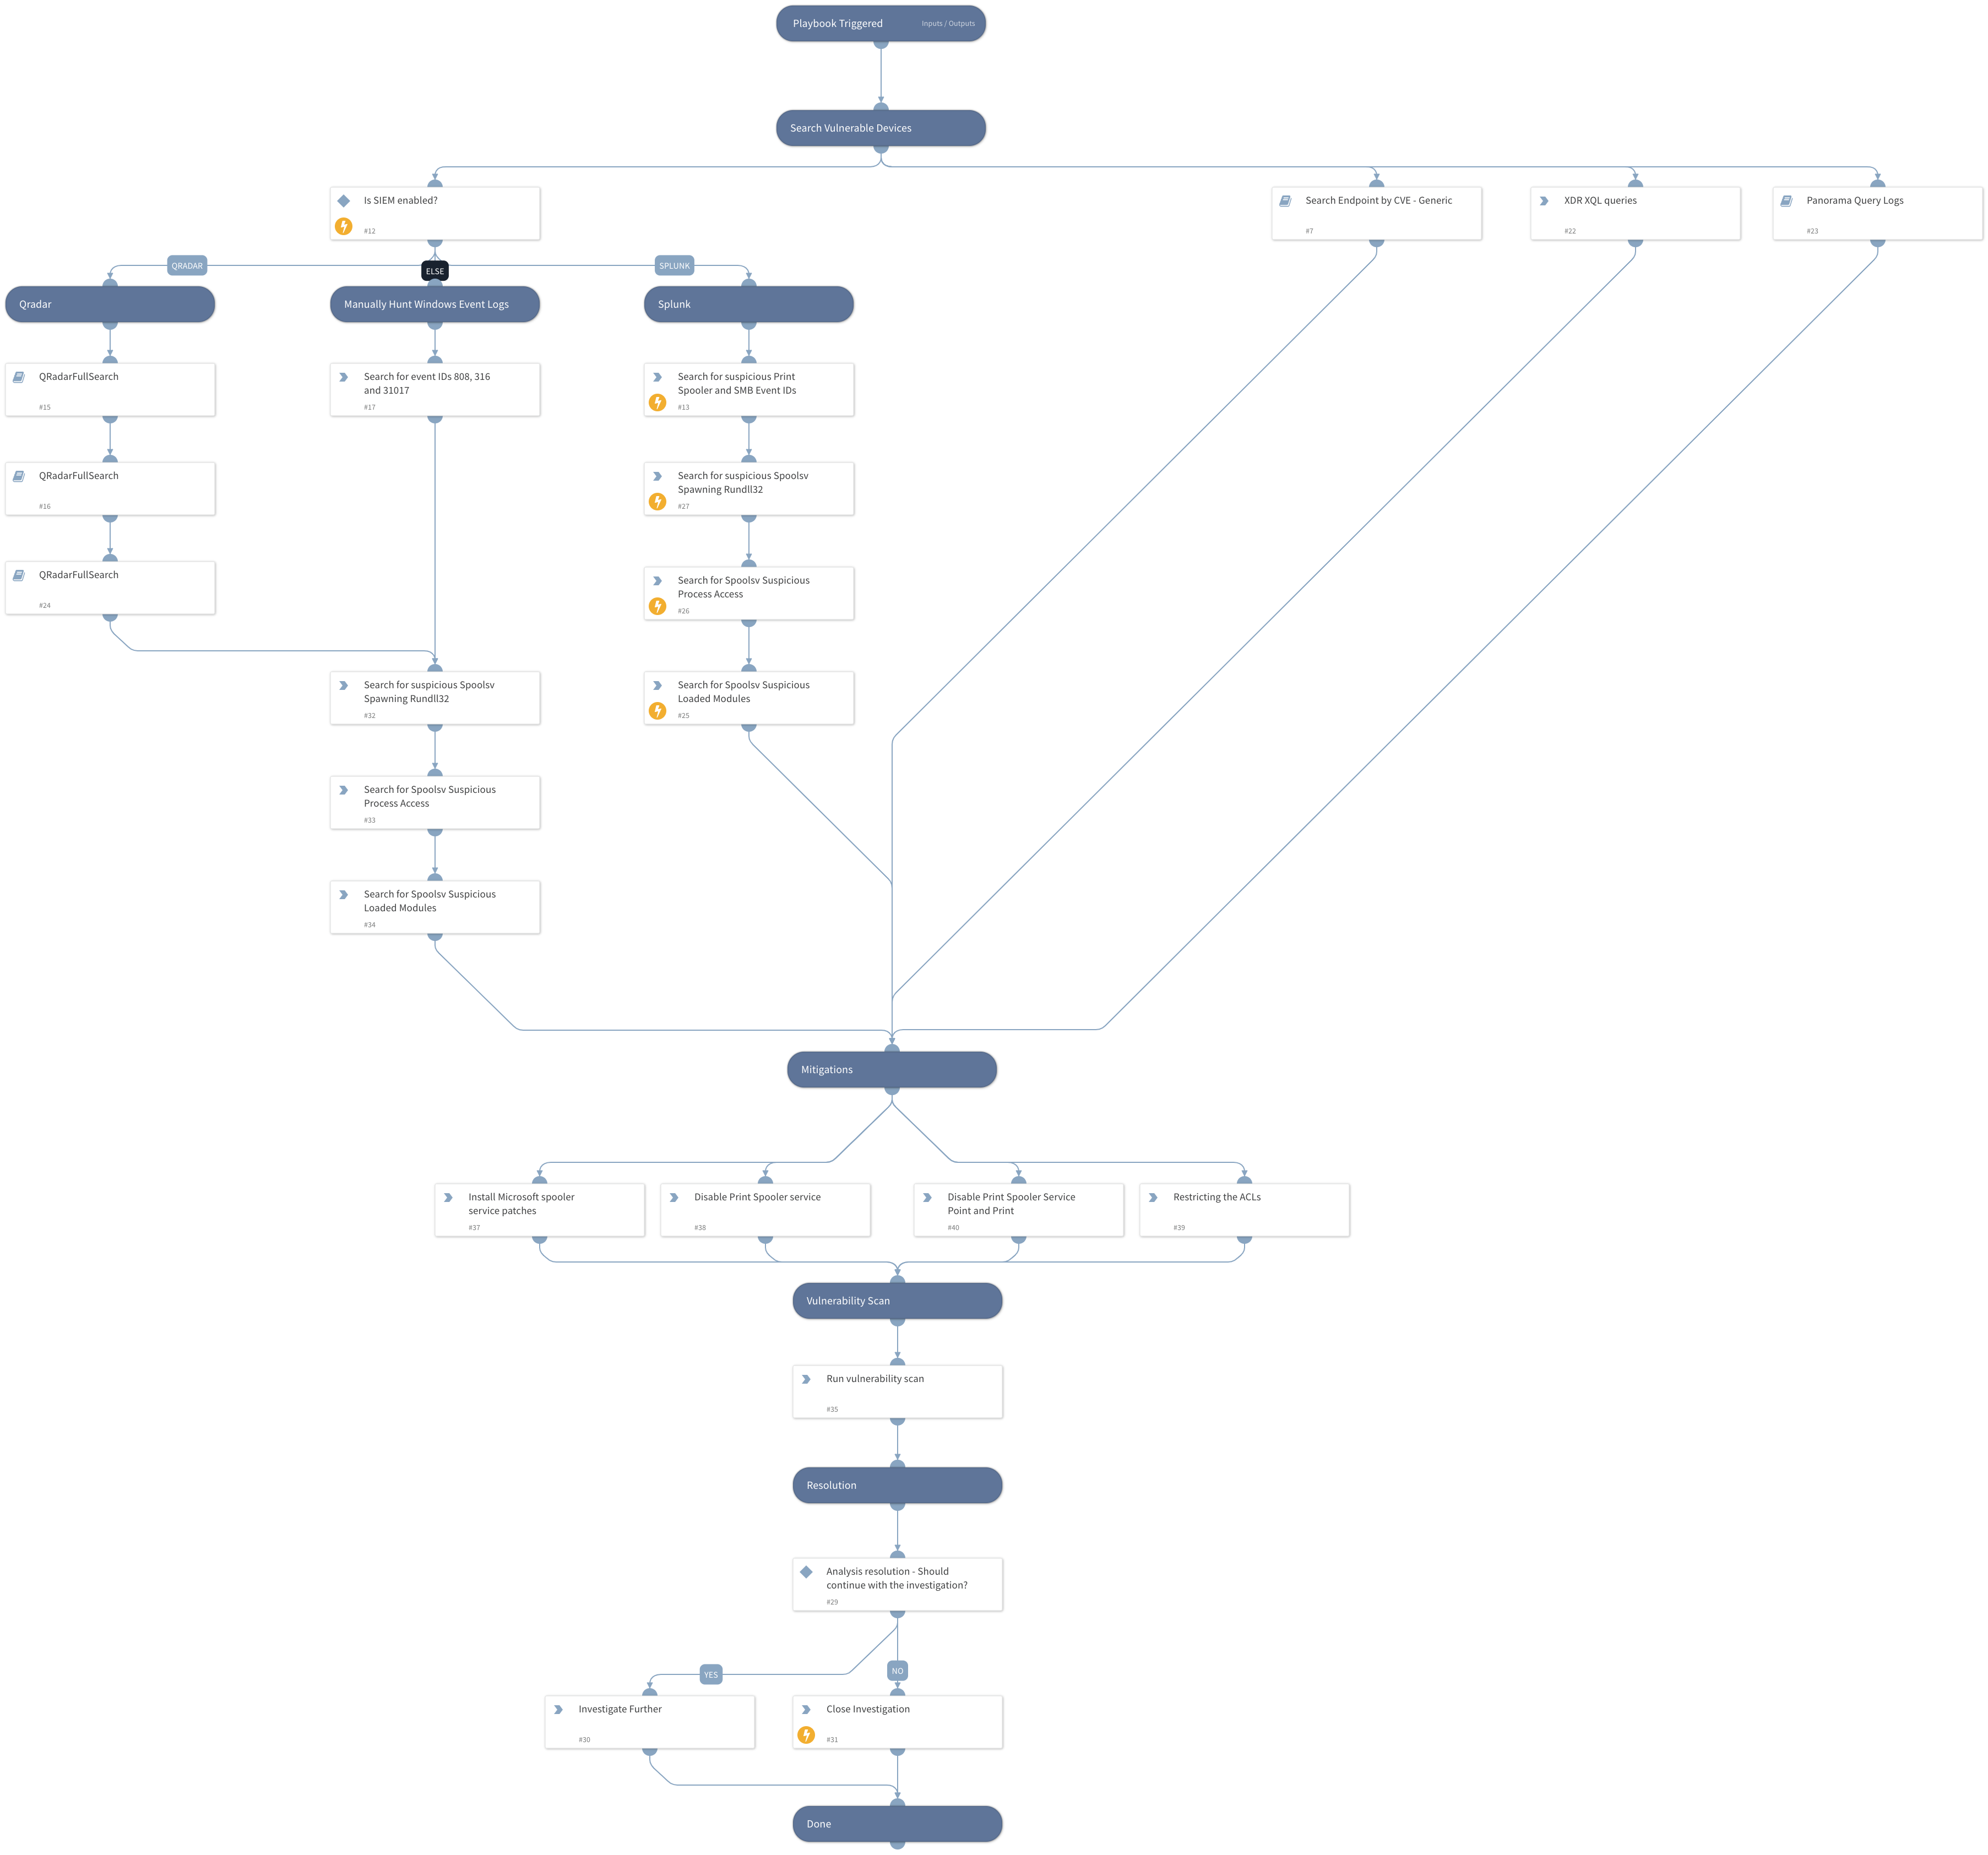 Playbook Triggered
Inputs / Outputs
Search Vulnerable Devices
Is SIEM enabled?
#12
Search Endpoint by CVE - Generic
#7
XDR XQL queries
#22
Panorama Query Logs
#23
QRADAR
ELSE
SPLUNK
Qradar
Manually Hunt Windows Event Logs
Splunk
QRadarFullSearch
#15
Search for event IDs 808, 316
and 31017
#17
Search for suspicious Print
Spooler and SMB Event IDs
#13
QRadarFullSearch
#16
Search for suspicious Spoolsv
Spawning Rundll32
#27
QRadarFullSearch
#24
Search for Spoolsv Suspicious
Process Access
#26
Search for suspicious Spoolsv
Spawning Rundll32
#32
Search for Spoolsv Suspicious
Loaded Modules
#25
Search for Spoolsv Suspicious
Process Access
#33
Search for Spoolsv Suspicious
Loaded Modules
#34
Mitigations
Install Microsoft spooler
service patches
#37
Disable Print Spooler service
#38
Disable Print Spooler Service
Point and Print
#40
Restricting the ACLs
#39
Vulnerability Scan
Run vulnerability scan
#35
Resolution
Analysis resolution - Should
continue with the investigation?
#29
YES
NO
Investigate Further
#30
Close Investigation
#31
Done